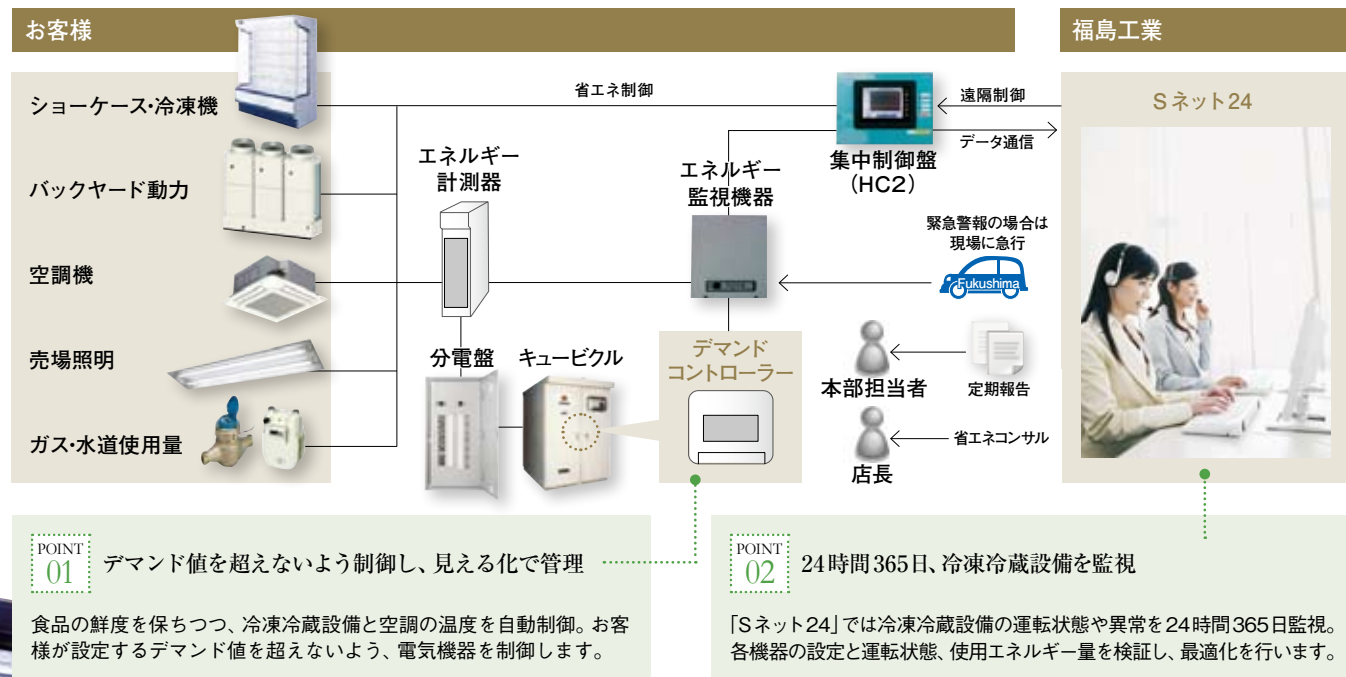 お客様
福島工業
ショーケース・冷凍機
バックヤード動力
空調機
売場照明
ガス・水道使用量
省エネ制御
エネルギー
計測器
エネルギー
監視機器
集中制御盤
(HC2)
遠隔制御
データ通信
緊急警報の場合は
現場に急行
Fukushima
分電盤
キュービクル
デマンド
コントローラー
本部担当者
定期報告
店長
省エネコンサル
Sネット24
POINT
01
デマンド値を超えないよう制御し、見える化で管理
食品の鮮度を保ちつつ、冷凍冷蔵設備と空調の温度を自動制御。お客
様が設定するデマンド値を超えないよう、電気機器を制御します。
POINT
02
24時間365日、冷凍冷蔵設備を監視
「Sネット24」では冷凍冷蔵設備の運転状態や異常を24時間365日監視。
各機器の設定と運転状態、使用エネルギー量を検証し、最適化を行います。